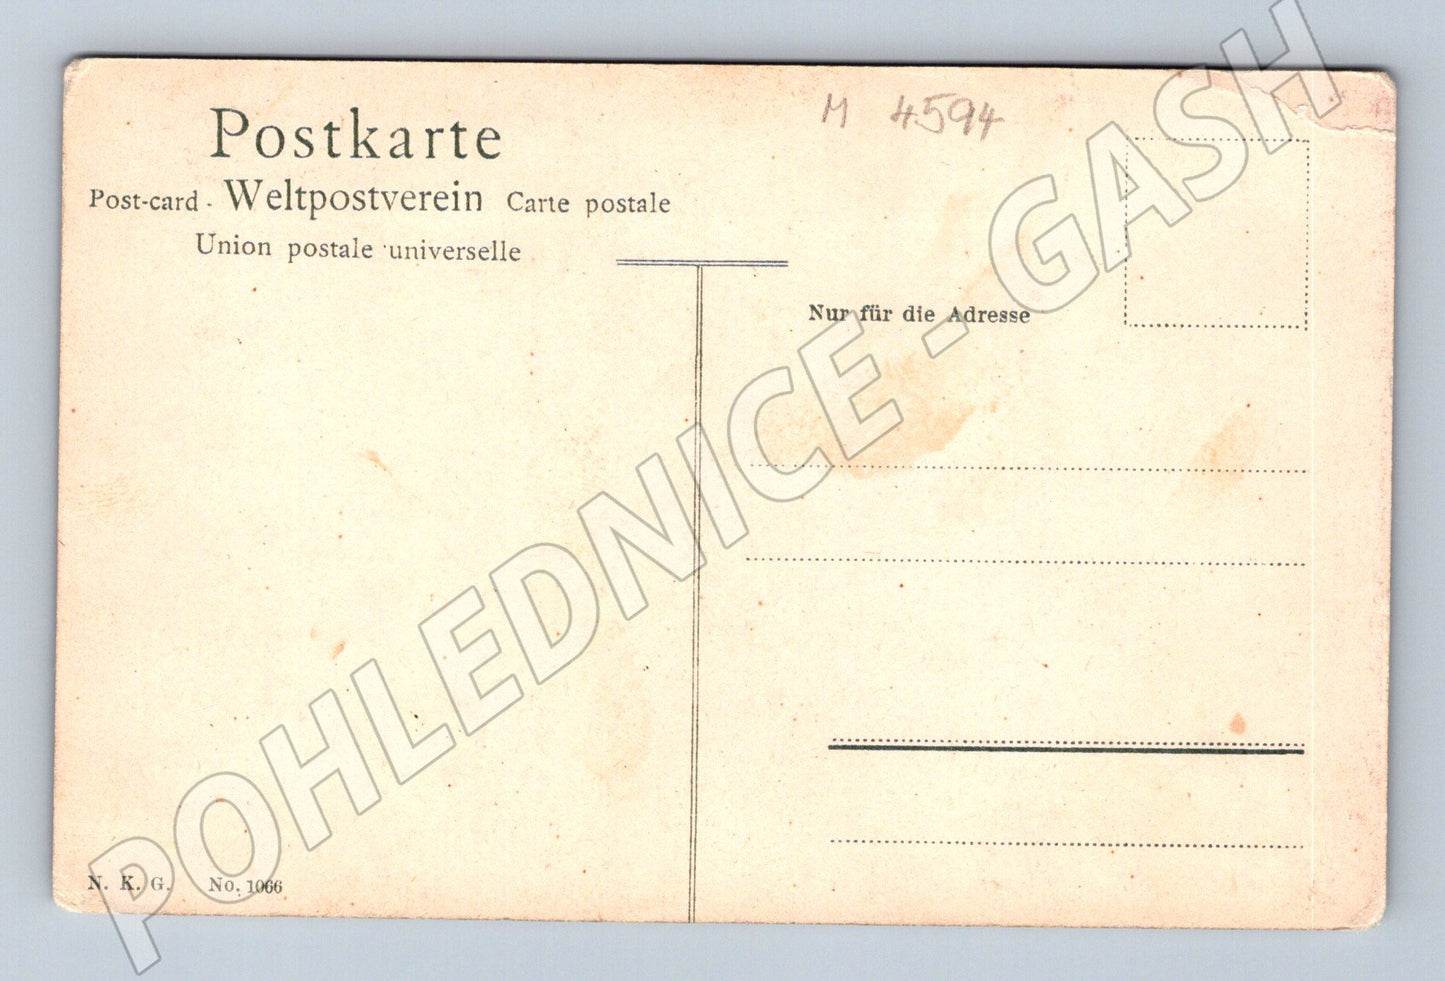 M 4594
Postkarte
Post-card - Weltpostverein Carte postale
Union postale universelle
Nur für die Adresse
POHLEDNICE - GASH
N. K. G. No. 1066